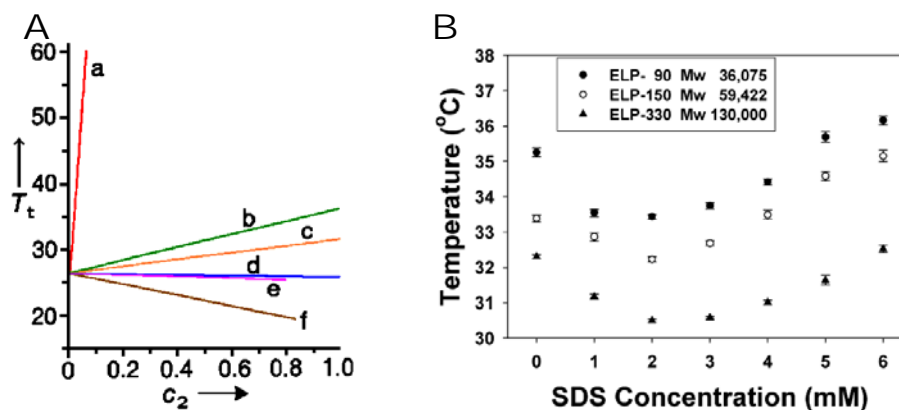 A
60
50
40
30
20
T_t
a
b
c
d
e
f
0 0.2 0.4 0.6 0.8 1.0
c_2
B
38
37
36
35
34
33
32
31
30
Temperature (°C)
ELP- 90 Mw 36,075
ELP-150 Mw 59,422
ELP-330 Mw 130,000
0 1 2 3 4 5 6
SDS Concentration (mM)